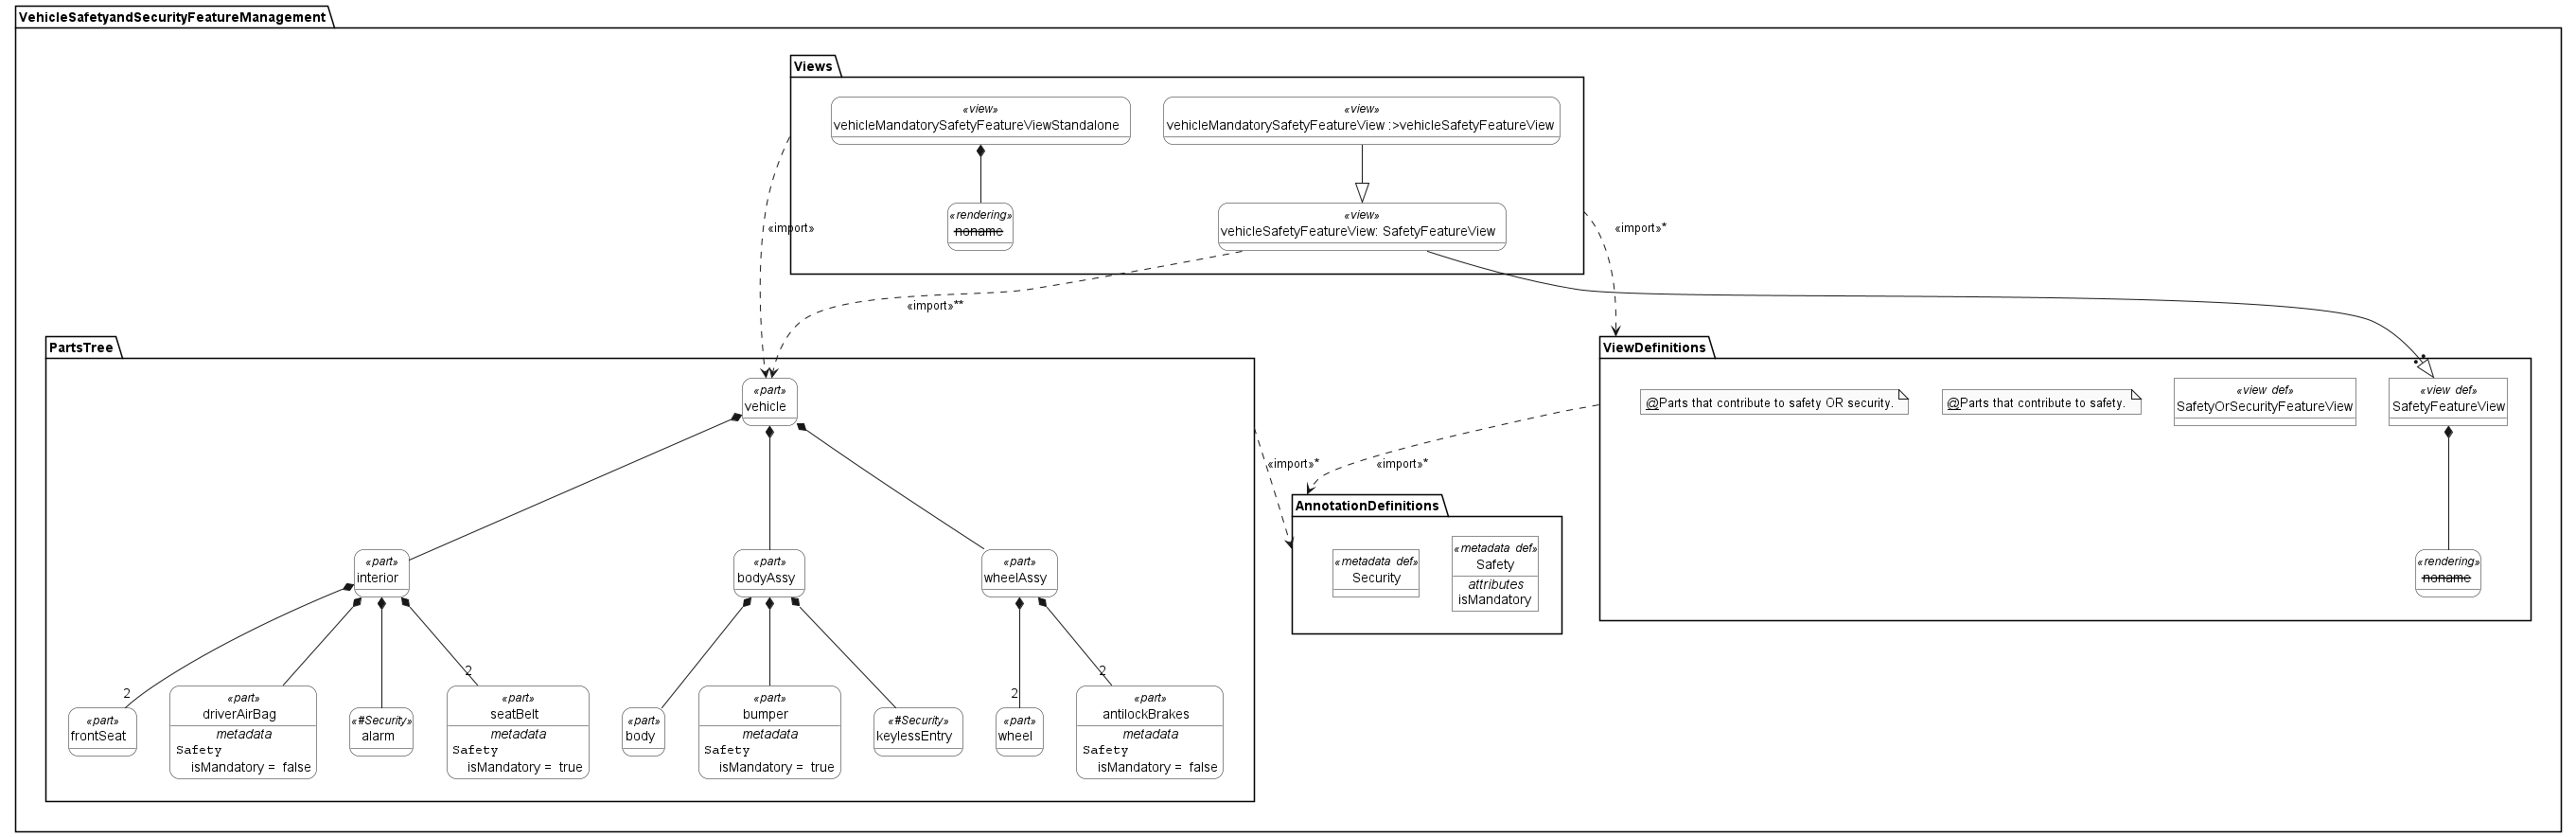 VehicleSafetyandSecurityFeatureManagement
Views
«view»
vehicleMandatorySafetyFeatureViewStandalone
«view»
vehicleMandatorySafetyFeatureView :>vehicleSafetyFeatureView
«rendering»
noname
«view»
vehicleSafetyFeatureView: SafetyFeatureView
«import»
«import»*
«import»**
PartsTree
ViewDefinitions
«part»
vehicle
@Parts that contribute to safety OR security.
@Parts that contribute to safety.
«view def»
SafetyOrSecurityFeatureView
«view def»
SafetyFeatureView
«import»*
«import»*
AnnotationDefinitions
«metadata def»
Security
«metadata def»
Safety
attributes
isMandatory
«rendering»
noname
«part»
interior
«part»
bodyAssy
«part»
wheelAssy
2
2
2
2
«part»
frontSeat
«part»
driverAirBag
metadata
Safety
isMandatory = false
«#Security»
alarm
«part»
seatBelt
metadata
Safety
isMandatory = true
«part»
body
«part»
bumper
metadata
Safety
isMandatory = true
«#Security»
keylessEntry
«part»
wheel
«part»
antilockBrakes
metadata
Safety
isMandatory = false